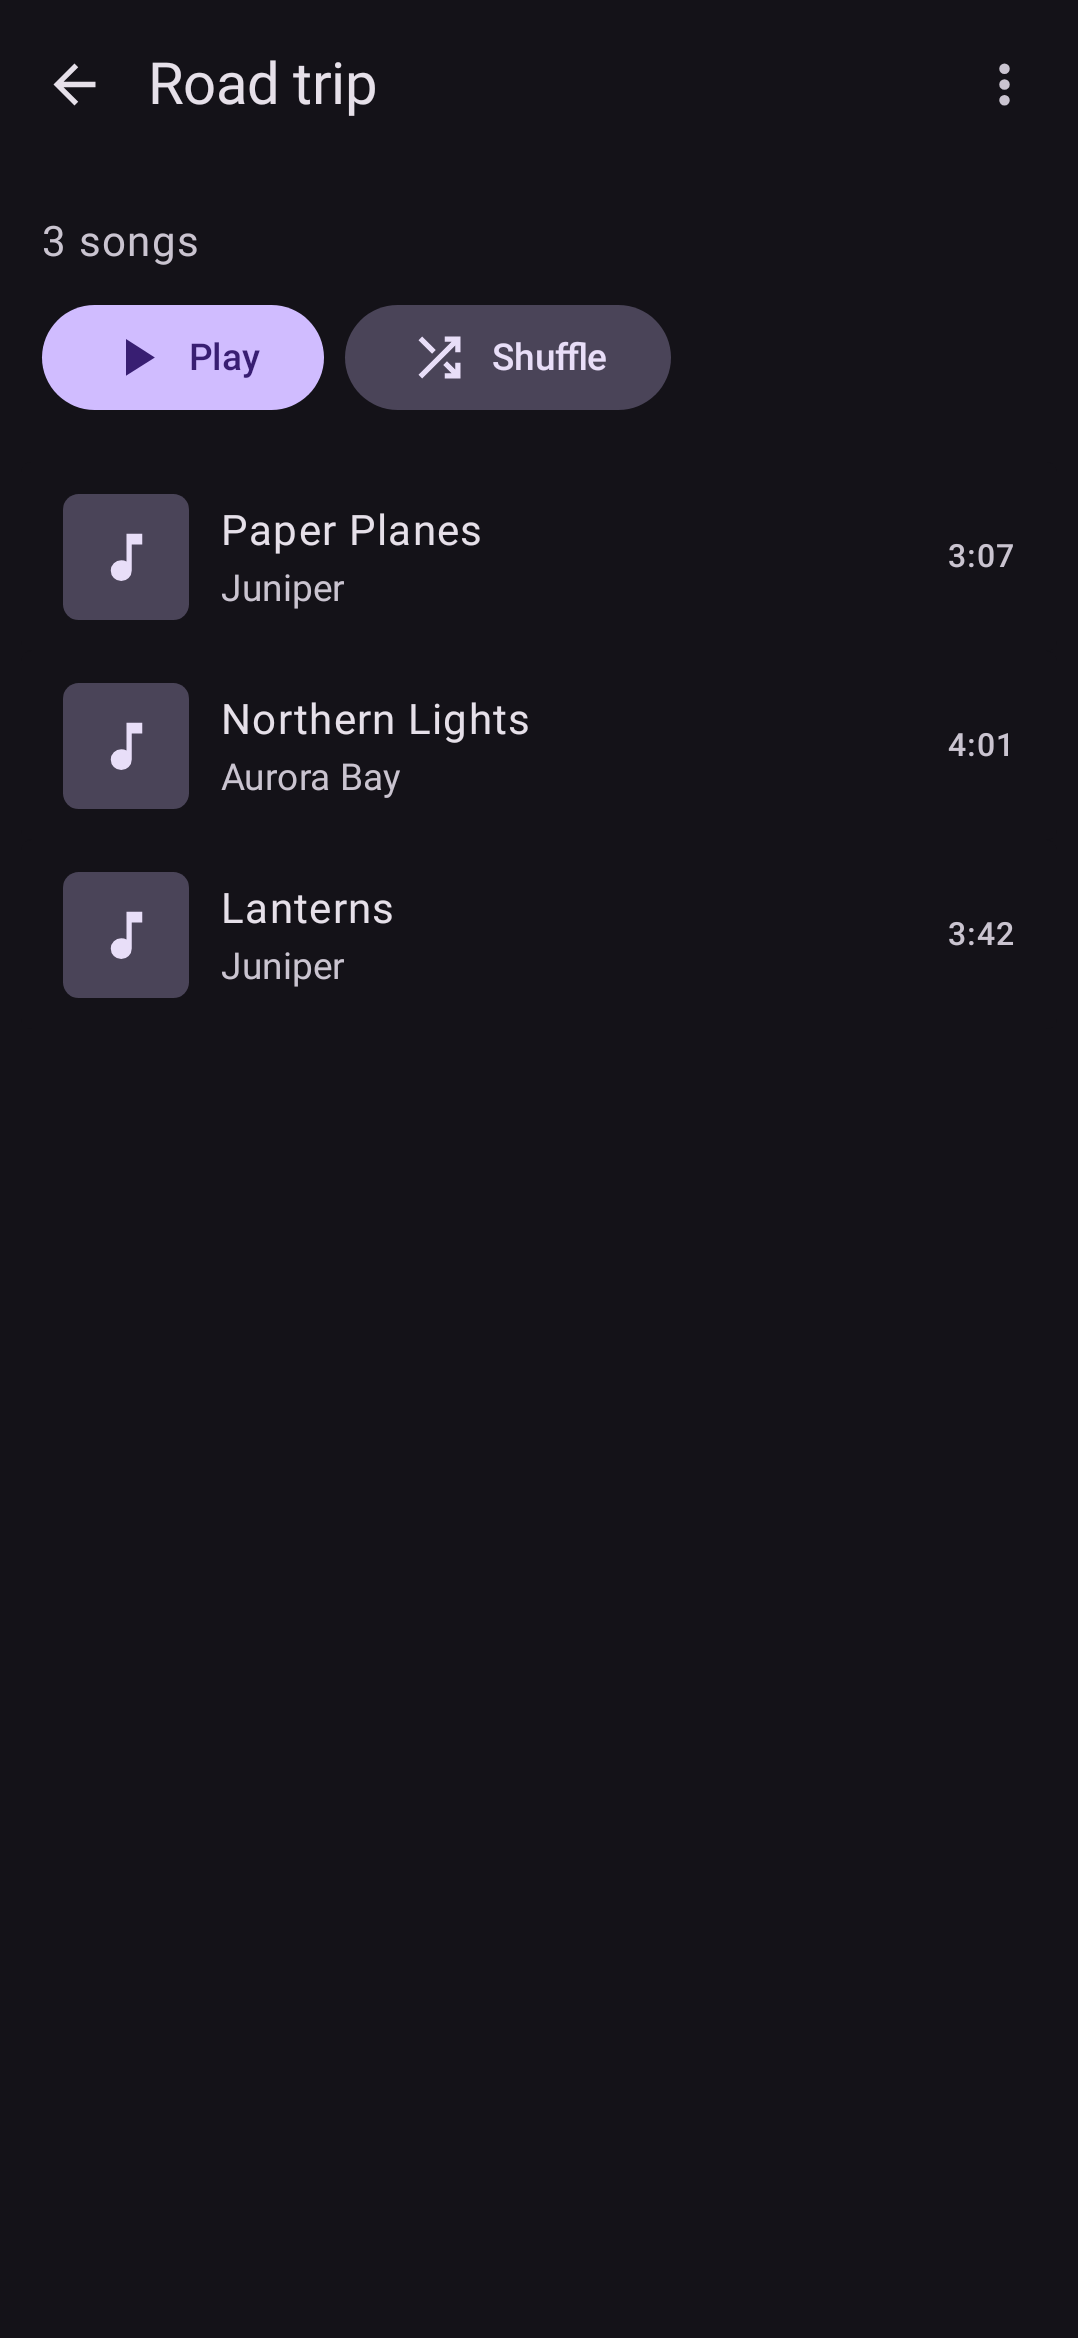 Road trip
3 songs
Play
Shuffle
Paper Planes
Juniper
3:07
Northern Lights
Aurora Bay
4:01
Lanterns
Juniper
3:42